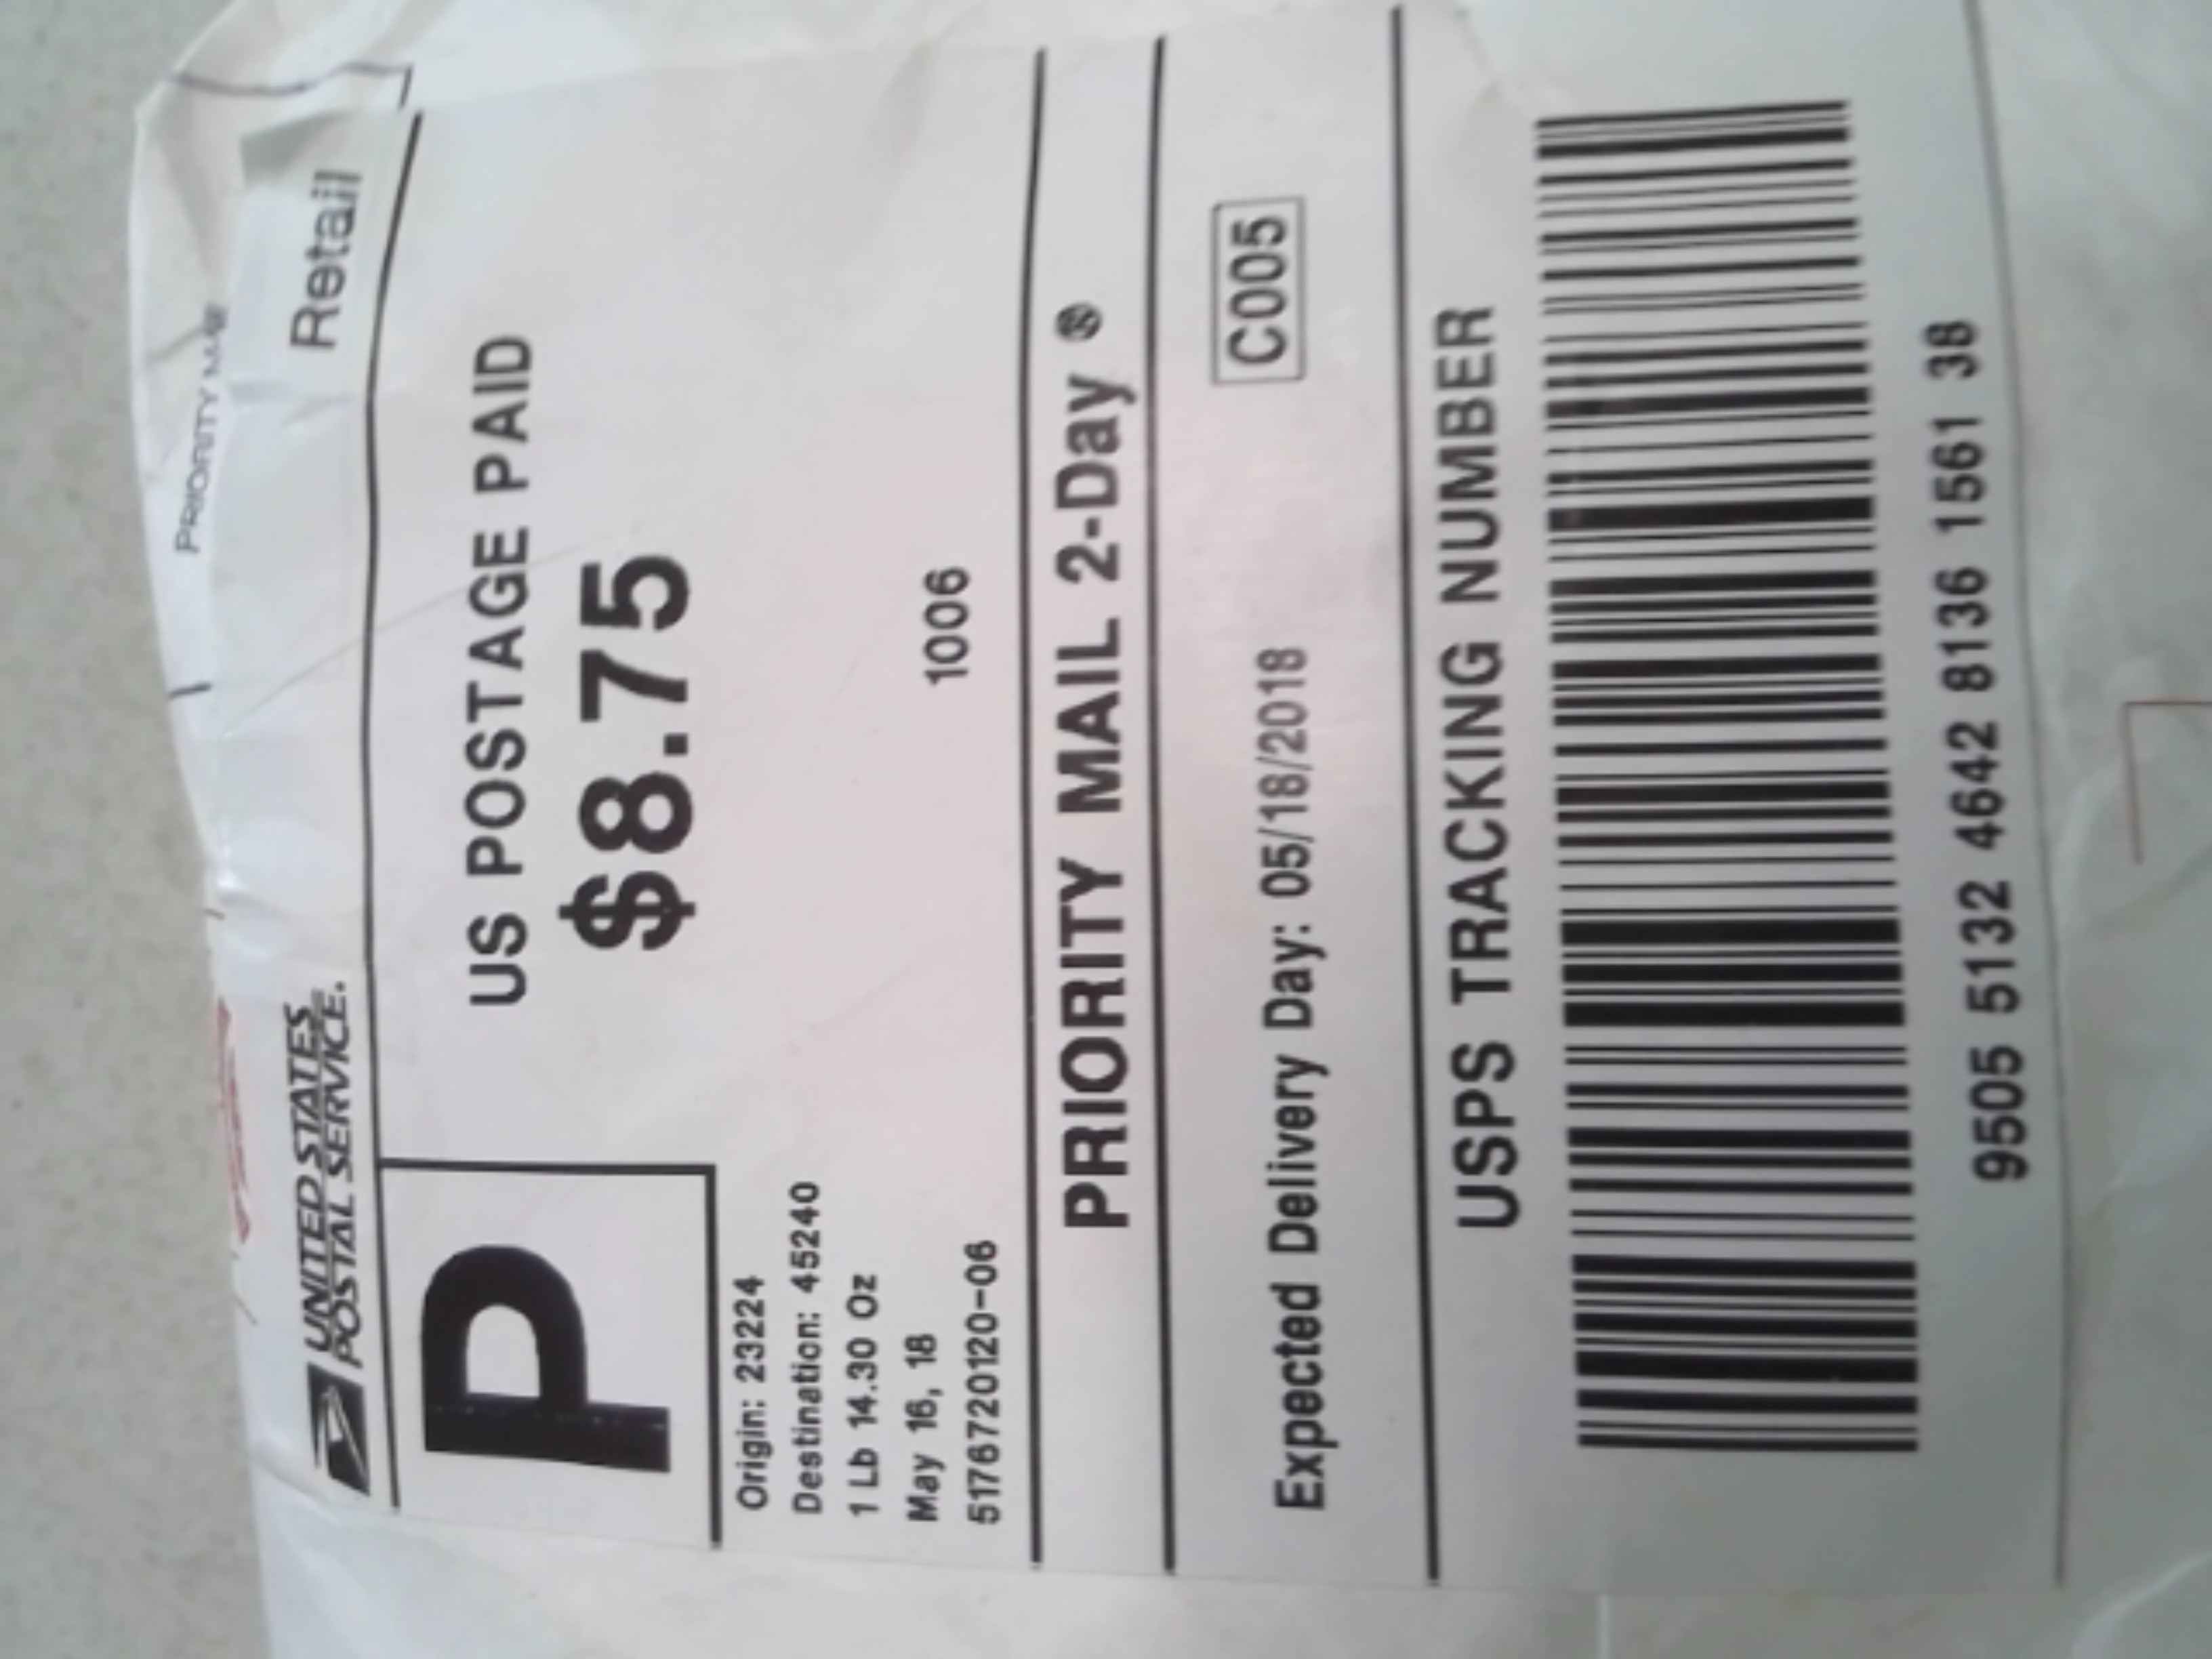 PRIORITY MAIL
UNITED STATES
POSTAL SERVICE.
Retail
P
US POSTAGE PAID
$8.75
Origin: 23224
Destination: 45240
1 Lb 14.30 Oz
May 16, 18
5176720120-06
1006
PRIORITY MAIL 2-Day ®
Expected Delivery Day: 05/18/2018
C005
USPS TRACKING NUMBER
9505 5132 4642 8136 1561 38